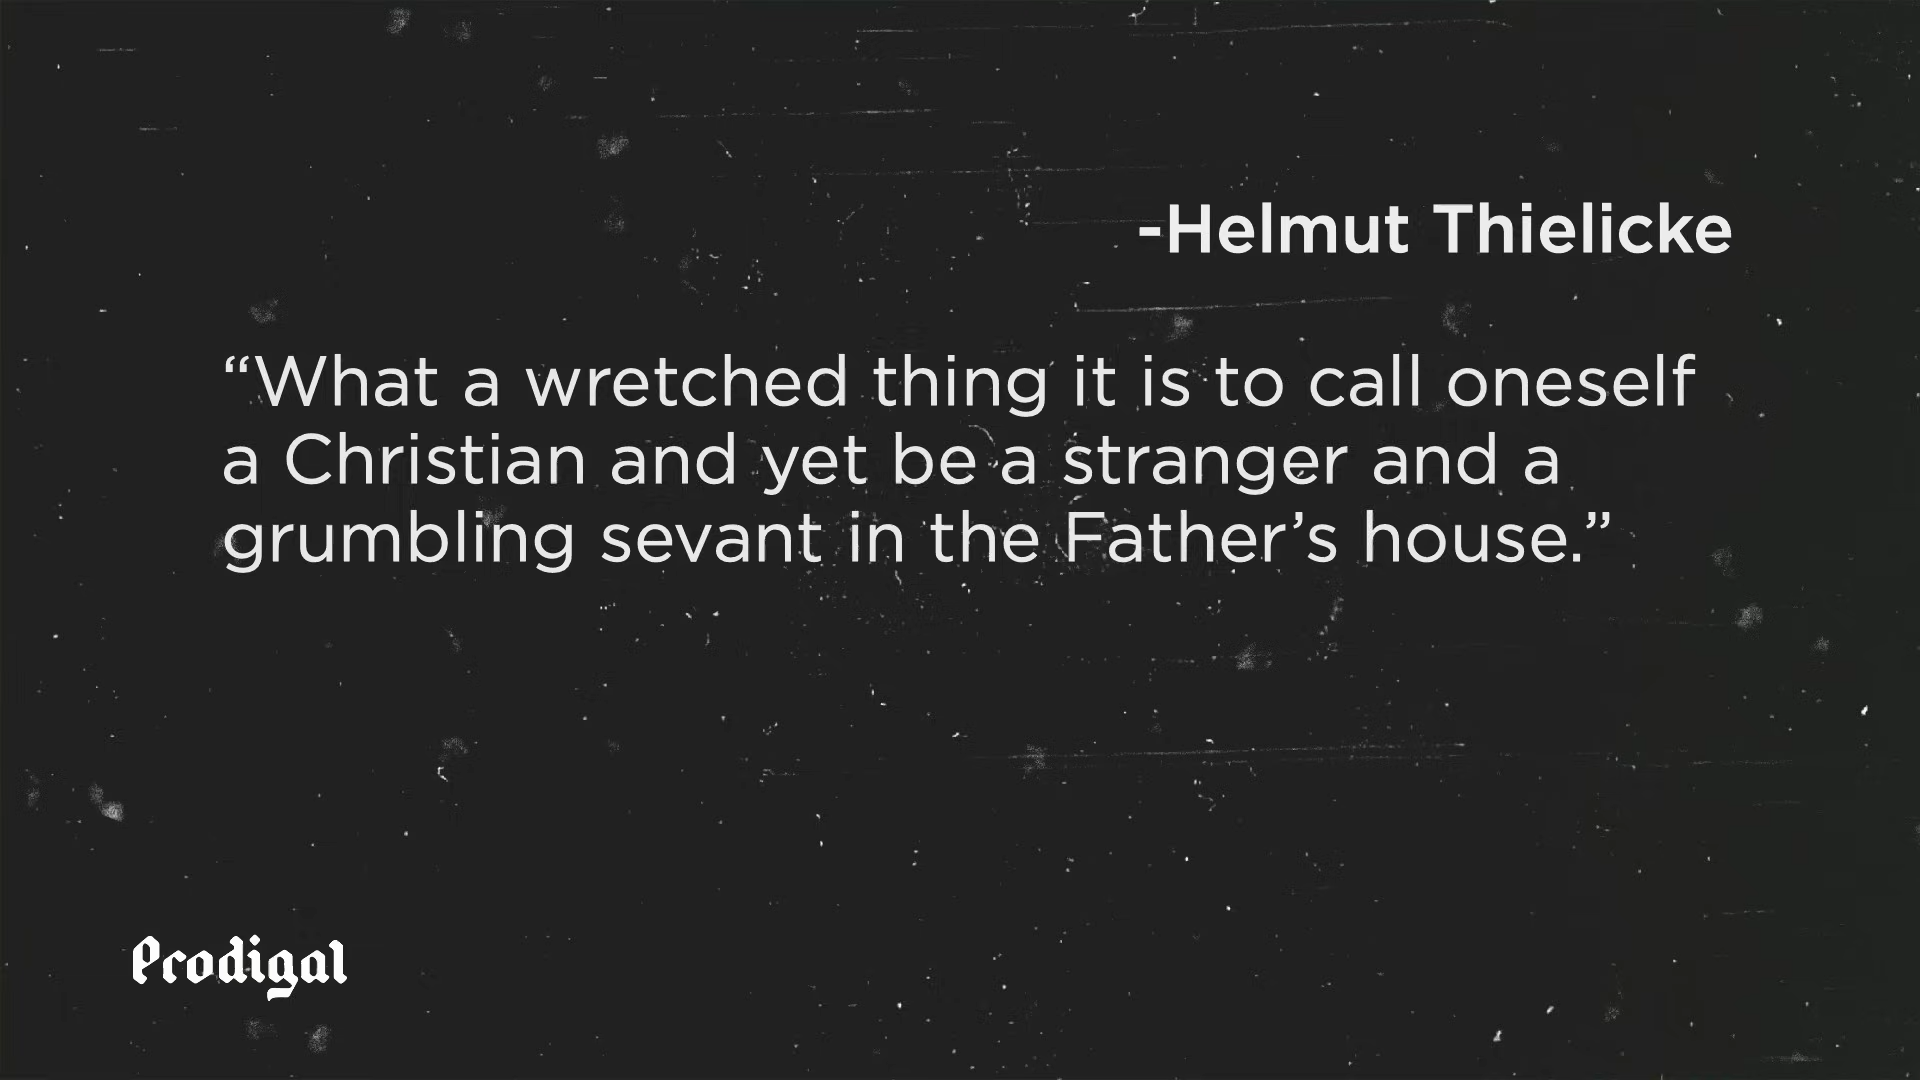 -Helmut Thielicke
“What a wretched thing it is to call oneself
a Christian and yet be a stranger and a
grumbling sevant in the Father’s house.”
Prodigal